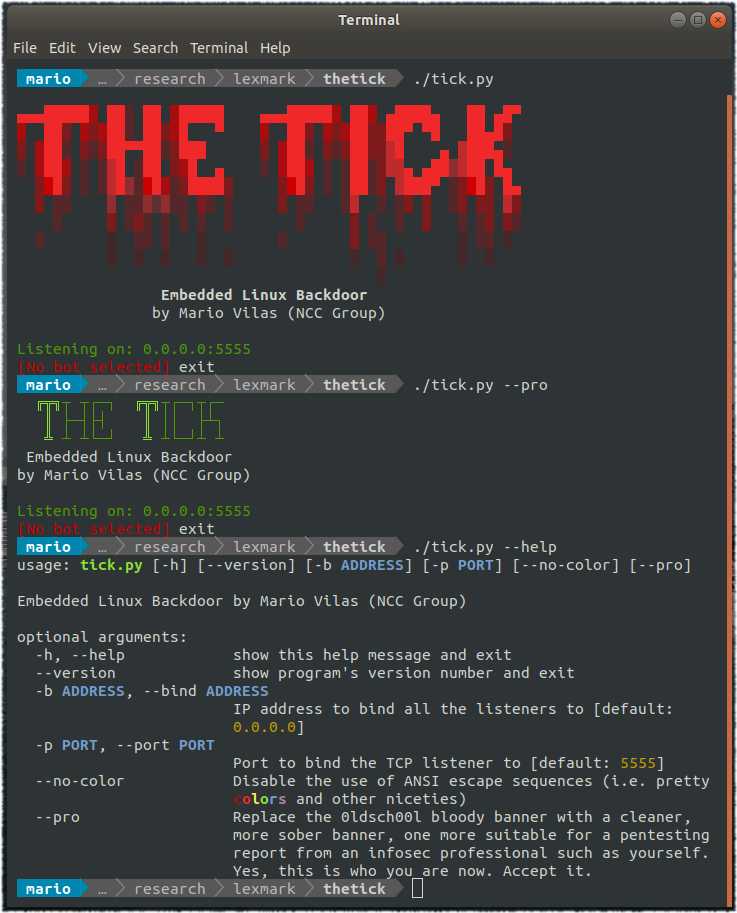 Terminal
File Edit View Search Terminal Help
mario … research lexmark thetick ./tick.py
THE TICK
Embedded Linux Backdoor
by Mario Vilas (NCC Group)
Listening on: 0.0.0.0:5555
[No bot selected] exit
mario … research lexmark thetick ./tick.py --pro
THE TICK
Embedded Linux Backdoor
by Mario Vilas (NCC Group)
Listening on: 0.0.0.0:5555
[No bot selected] exit
mario … research lexmark thetick ./tick.py --help
usage: tick.py [-h] [--version] [-b ADDRESS] [-p PORT] [--no-color] [--pro]
Embedded Linux Backdoor by Mario Vilas (NCC Group)
optional arguments:
-h, --help show this help message and exit
--version show program's version number and exit
-b ADDRESS, --bind ADDRESS
IP address to bind all the listeners to [default:
0.0.0.0]
-p PORT, --port PORT
Port to bind the TCP listener to [default: 5555]
--no-color Disable the use of ANSI escape sequences (i.e. pretty
colors and other niceties)
--pro Replace the 0ldsch00l bloody banner with a cleaner,
more sober banner, one more suitable for a pentesting
report from an infosec professional such as yourself.
Yes, this is who you are now. Accept it.
mario … research lexmark thetick